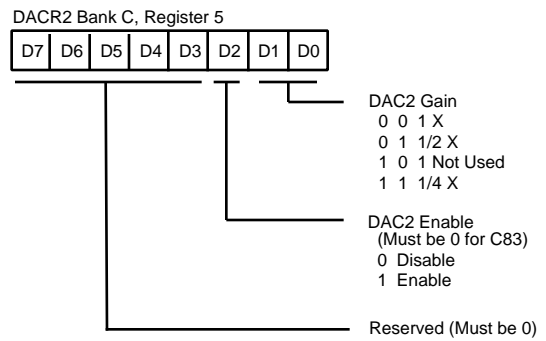 DACR2 Bank C, Register 5
D7 D6 D5 D4 D3 D2 D1 D0
DAC2 Gain
0 0 1 X
0 1 1/2 X
1 0 1 Not Used
1 1 1/4 X
DAC2 Enable
(Must be 0 for C83)
0 Disable
1 Enable
Reserved (Must be 0)